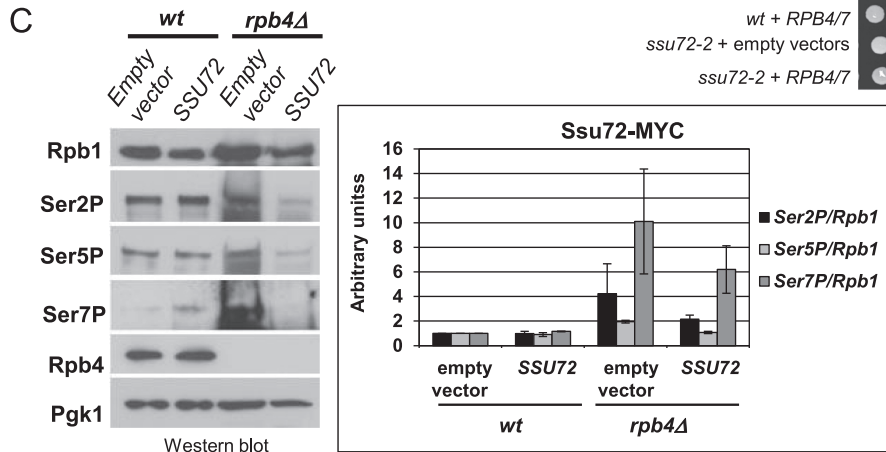 C
wt rpb4Δ
Empty vector SSU72 Empty vector SSU72
Rpb1
Ser2P
Ser5P
Ser7P
Rpb4
Pgk1
Western blot
wt + RPB4/7
ssu72-2 + empty vectors
ssu72-2 + RPB4/7
Ssu72-MYC
Arbitrary unitss
16
14
12
10
8
6
4
2
0
Ser2P/Rpb1
Ser5P/Rpb1
Ser7P/Rpb1
empty vector SSU72 empty vector SSU72
wt rpb4Δ